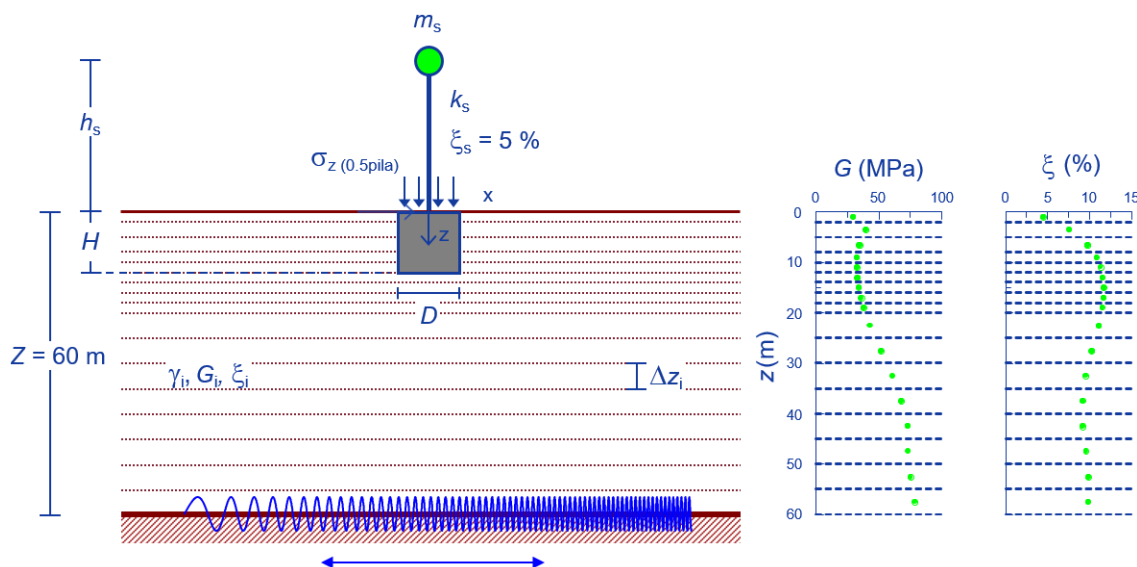 m_s
h_s
k_s
ξ_s = 5 %
σ_z (0.5pila)
x
z
H
D
Z = 60 m
γ_i, G_i, ξ_i
Δz_i
G (MPa)
0 50 100
ξ (%)
0 5 10 15
z (m)
0
10
20
30
40
50
60